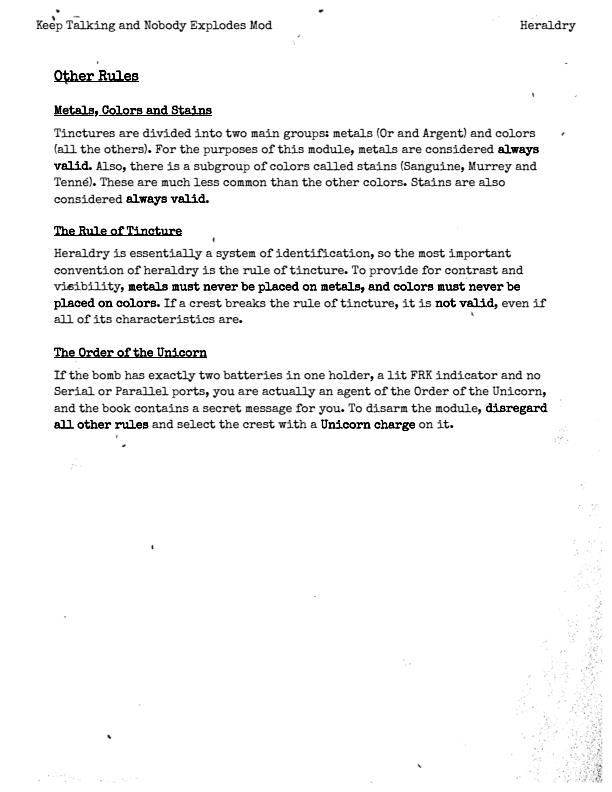 Keep Talking and Nobody Explodes Mod
Heraldry
Other Rules
Metals, Colors and Stains
Tinctures are divided into two main groups: metals (Or and Argent) and colors
(all the others). For the purposes of this module, metals are considered always
valid. Also, there is a subgroup of colors called stains (Sanguine, Murrey and
Tenné). These are much less common than the other colors. Stains are also
considered always valid.
The Rule of Tincture
Heraldry is essentially a system of identification, so the most important
convention of heraldry is the rule of tincture. To provide for contrast and
visibility, metals must never be placed on metals, and colors must never be
placed on colors. If a crest breaks the rule of tincture, it is not valid, even if
all of its characteristics are.
The Order of the Unicorn
If the bomb has exactly two batteries in one holder, a lit FRK indicator and no
Serial or Parallel ports, you are actually an agent of the Order of the Unicorn,
and the book contains a secret message for you. To disarm the module, disregard
all other rules and select the crest with a Unicorn charge on it.